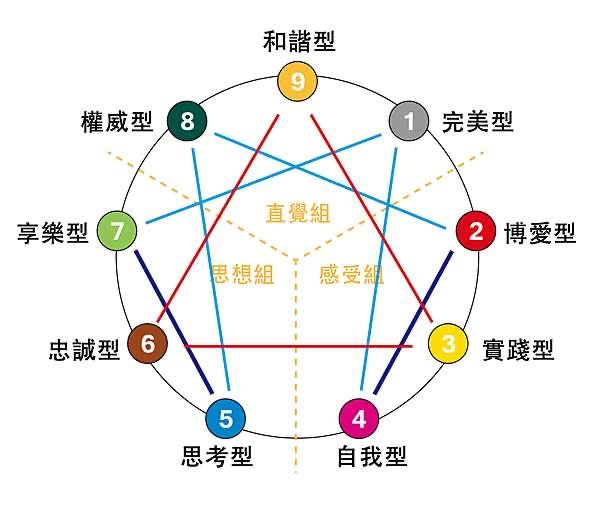 和諧型
9
權威型
8
1
完美型
直覺組
享樂型
7
2
博愛型
思想組
感受組
忠誠型
6
3
實踐型
5
4
思考型
自我型